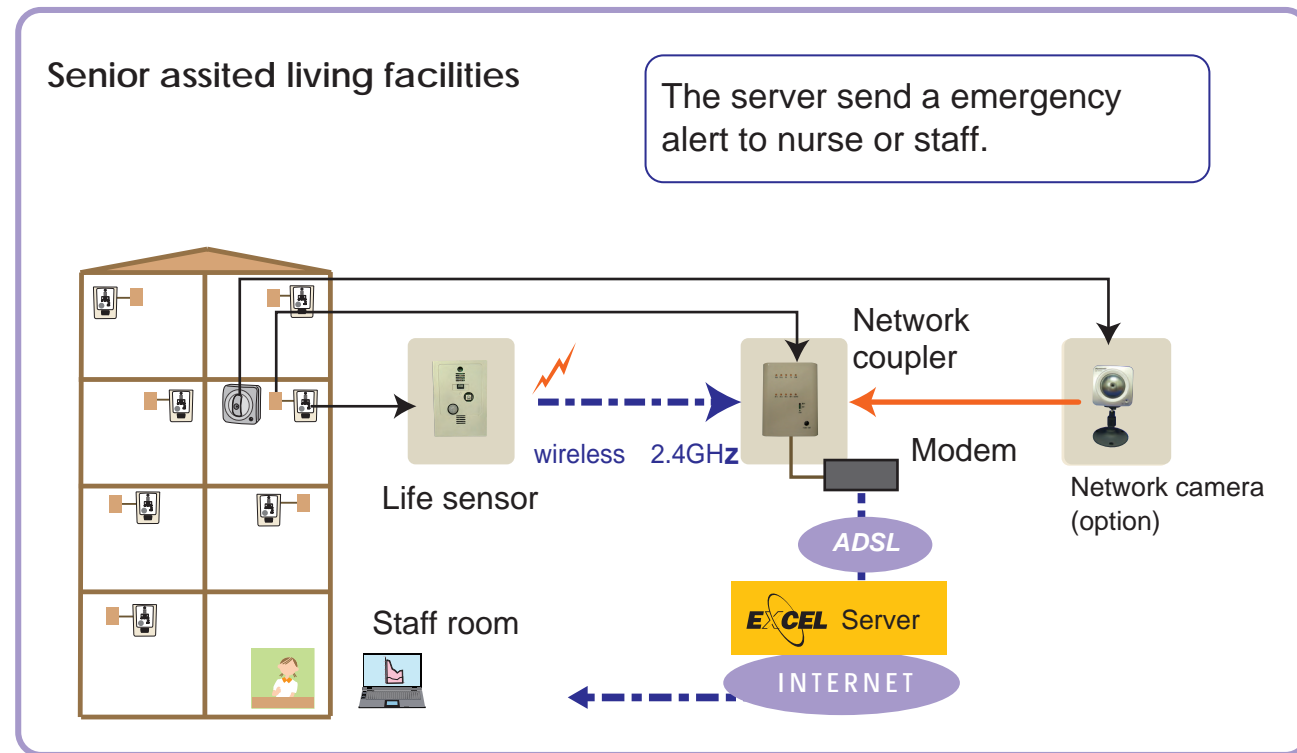 Senior assited living facilities
The server send a emergency
alert to nurse or staff.
Network
coupler
wireless 2.4GHz
Modem
Life sensor
Network camera
(option)
ADSL
EXCEL Server
Staff room
INTERNET